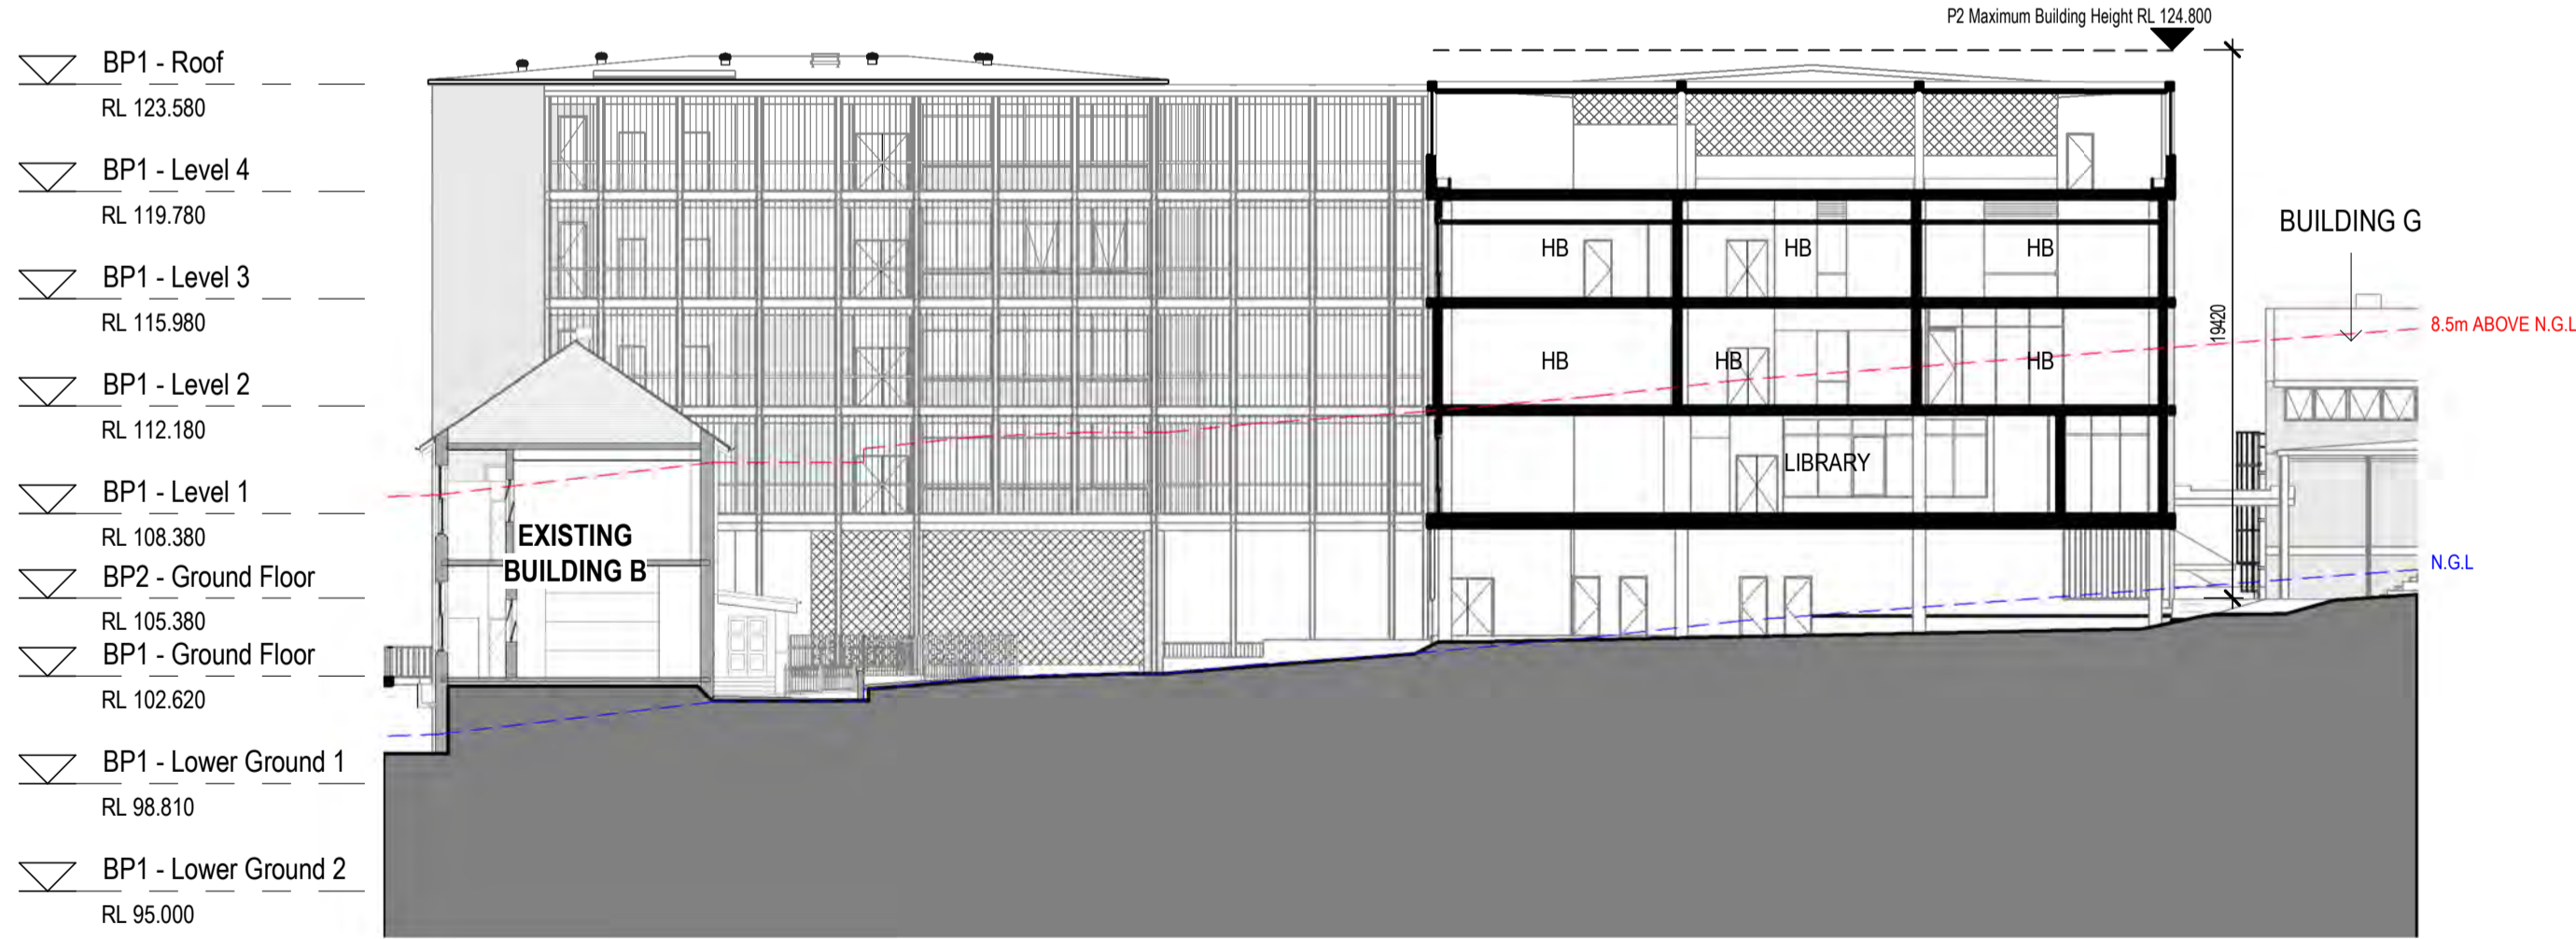 P2 Maximum Building Height RL 124.800
BP1 - Roof
RL 123.580
BP1 - Level 4
RL 119.780
BP1 - Level 3
RL 115.980
BP1 - Level 2
RL 112.180
BP1 - Level 1
RL 108.380
BP2 - Ground Floor
RL 105.380
BP1 - Ground Floor
RL 102.620
BP1 - Lower Ground 1
RL 98.810
BP1 - Lower Ground 2
RL 95.000
EXISTING
BUILDING B
HB HB HB
HB HB HB
LIBRARY
19420
BUILDING G
8.5m ABOVE N.G.L
N.G.L